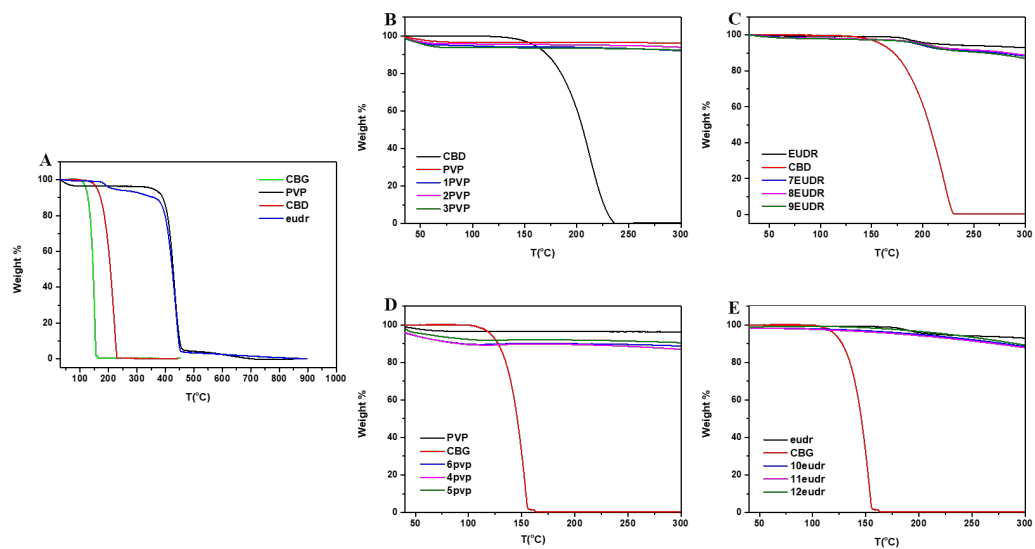 A
Weight %
100
80
60
40
20
0
CBG
PVP
CBD
eudr
100 200 300 400 500 600 700 800 900 1000
T(°C)
B
Weight %
100
80
60
40
20
0
CBD
PVP
1PVP
2PVP
3PVP
50 100 150 200 250 300
T(°C)
C
Weight %
100
80
60
40
20
0
EUDR
CBD
7EUDR
8EUDR
9EUDR
50 100 150 200 250 300
T(°C)
D
Weight %
100
80
60
40
20
0
PVP
CBG
6pvp
4pvp
5pvp
50 100 150 200 250 300
T(°C)
E
Weight %
100
80
60
40
20
0
eudr
CBG
10eudr
11eudr
12eudr
50 100 150 200 250 300
T(°C)